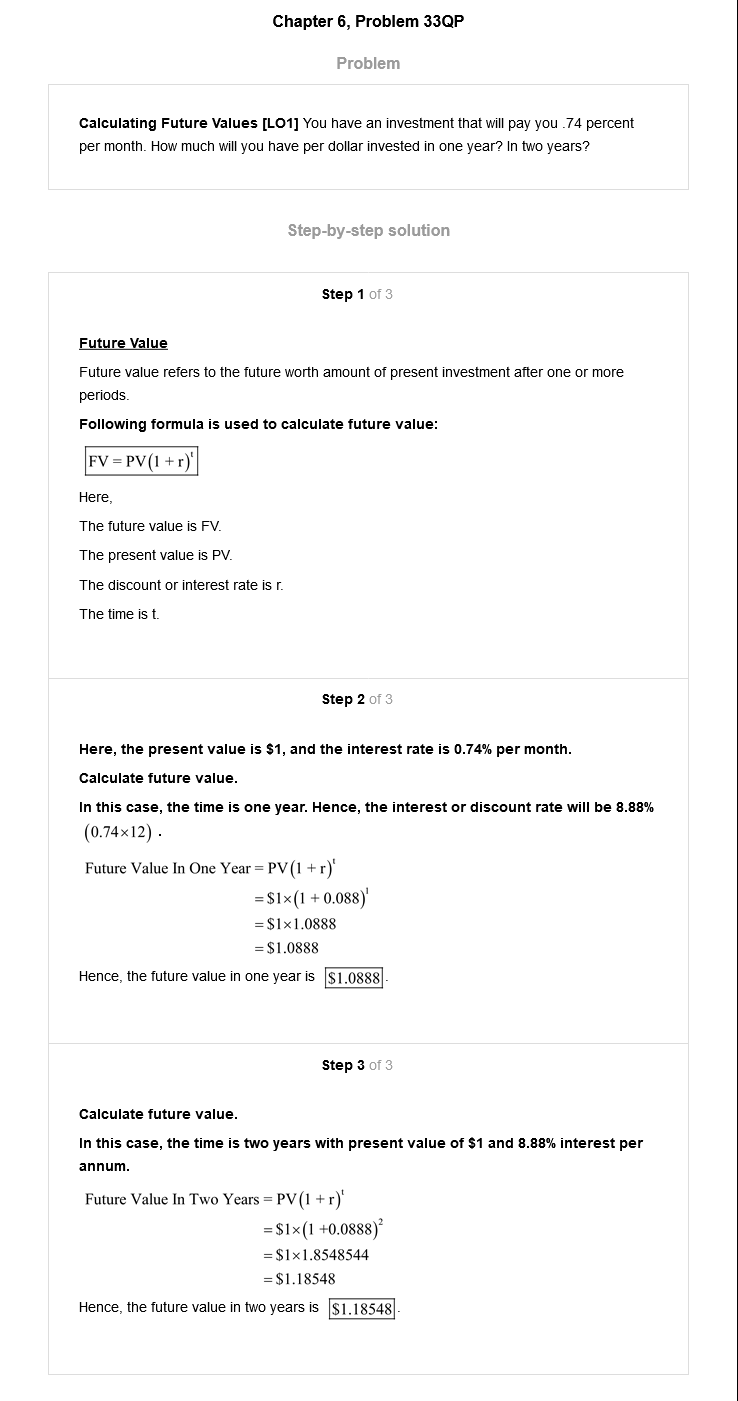 Chapter 6, Problem 33QP
Problem
Calculating Future Values [LO1] You have an investment that will pay you .74 percent
per month. How much will you have per dollar invested in one year? In two years?
Step-by-step solution
Step 1 of 3
Future Value
Future value refers to the future worth amount of present investment after one or more
periods.
Following formula is used to calculate future value:
FV = PV(1 + r)^t
Here,
The future value is FV.
The present value is PV.
The discount or interest rate is r.
The time is t.
Step 2 of 3
Here, the present value is $1, and the interest rate is 0.74% per month.
Calculate future value.
In this case, the time is one year. Hence, the interest or discount rate will be 8.88%
(0.74×12) .
Future Value In One Year = PV(1 + r)^t
= $1×(1 + 0.088)^1
= $1×1.0888
= $1.0888
Hence, the future value in one year is $1.0888.
Step 3 of 3
Calculate future value.
In this case, the time is two years with present value of $1 and 8.88% interest per
annum.
Future Value In Two Years = PV(1 + r)^t
= $1×(1 +0.0888)^2
= $1×1.8548544
= $1.18548
Hence, the future value in two years is $1.18548.